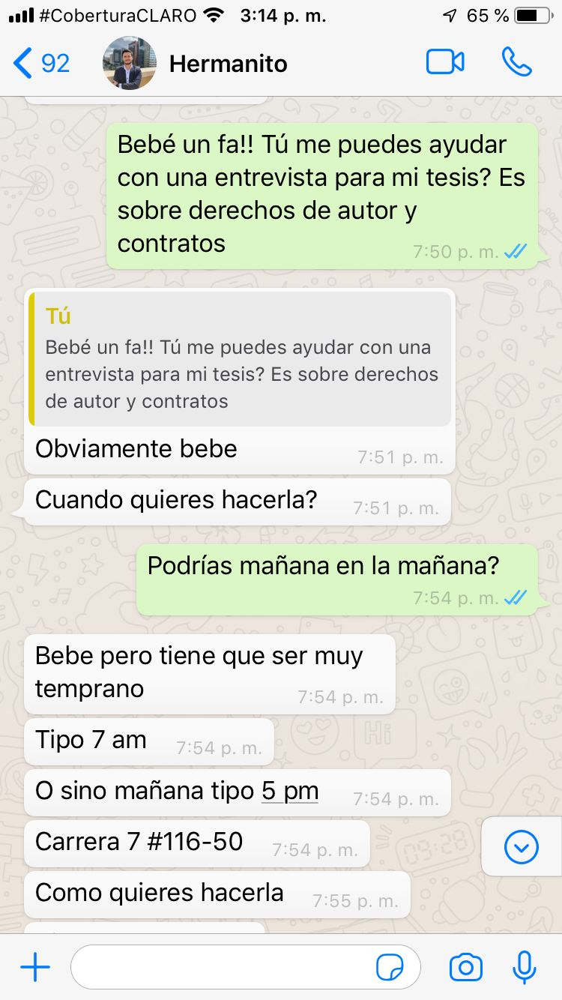 #CoberturaCLARO 3:14 p. m. 65 %
92 Hermanito
Bebé un fa!! Tú me puedes ayudar
con una entrevista para mi tesis? Es
sobre derechos de autor y
contratos 7:50 p. m.
Tú
Bebé un fa!! Tú me puedes ayudar con una
entrevista para mi tesis? Es sobre derechos
de autor y contratos
Obviamente bebe 7:51 p. m.
Cuando quieres hacerla? 7:51 p. m.
Podrías mañana en la mañana?
7:54 p. m.
Bebe pero tiene que ser muy
temprano 7:54 p. m.
Tipo 7 am 7:54 p. m.
Hi
O sino mañana tipo 5 pm 7:54 p. m.
Carrera 7 #116-50 7:54 p. m.
09:28
Como quieres hacerla 7:55 p. m.